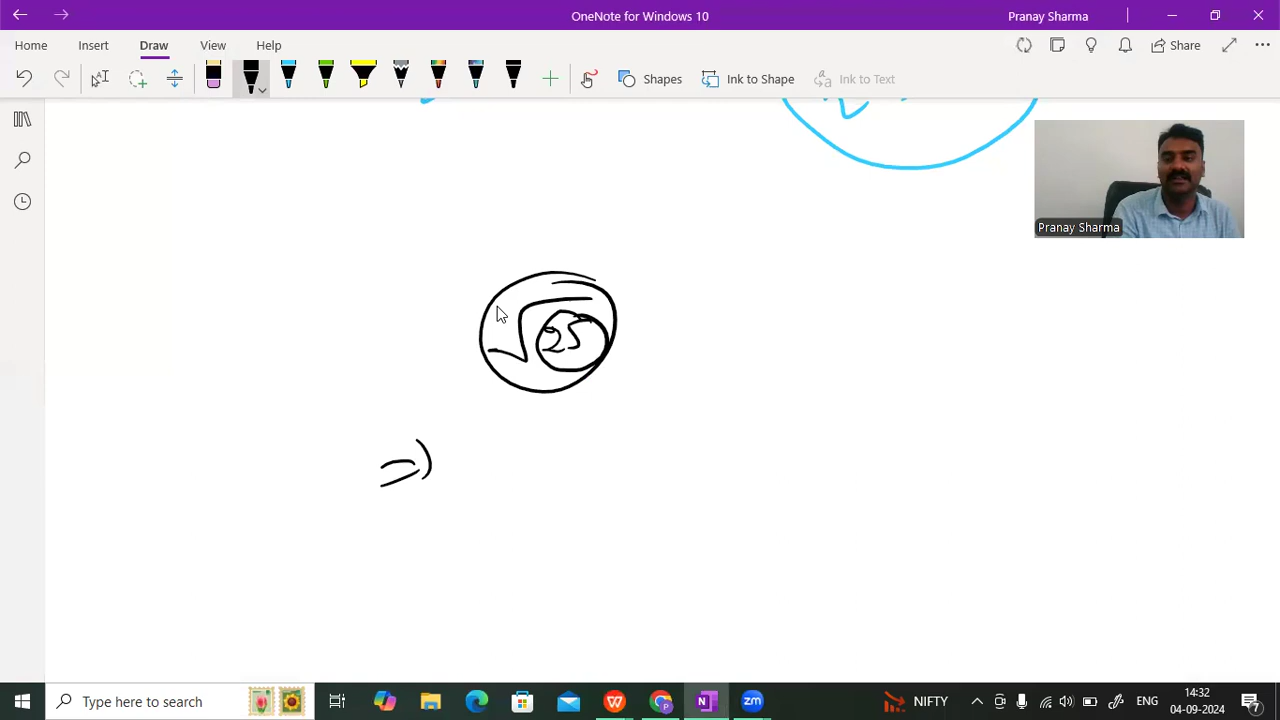 OneNote for Windows 10
Pranay Sharma
Home Insert Draw View Help
Share
Shapes
Ink to Shape
Ink to Text
Pranay Sharma
√25
⇒
Type here to search
NIFTY
ENG
14:32
04-09-2024
7